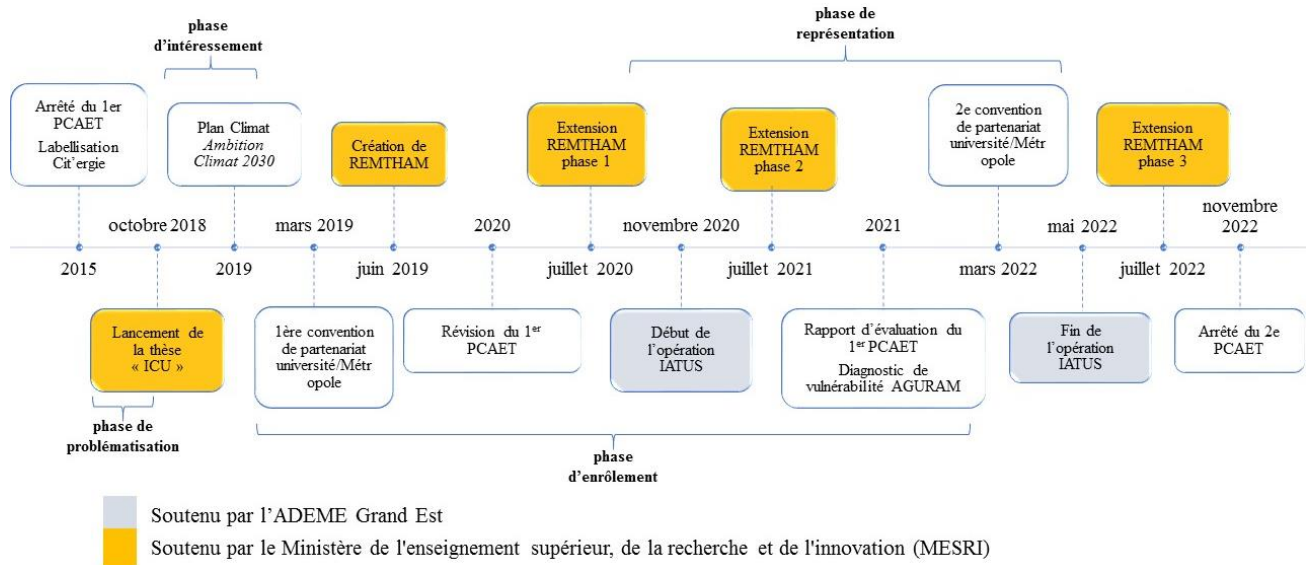 phase
d'intéressement
phase de
représentation
Arrêté du 1er
PCAET
Labellisation
Cit'ergie
Plan Climat
Ambition
Climat 2030
Création de
REMTHAM
Extension
REMTHAM
phase 1
Extension
REMTHAM
phase 2
2e convention
de partenariat
université/Métr
opole
Extension
REMTHAM
phase 3
octobre 2018
mars 2019
2020
novembre 2020
2021
mai 2022
novembre
2022
2015
2019
juin 2019
juillet 2020
juillet 2021
mars 2022
juillet 2022
Lancement de
la thèse
« ICU »
1ère convention
de partenariat
université/Métr
opole
Révision du 1er
PCAET
Début de
l'opération
IATUS
Rapport d'évaluation du
1er PCAET
Diagnostic de
vulnérabilité AGURAM
Fin de
l'opération
IATUS
Arrêté du 2e
PCAET
phase de
problématisation
phase
d'enrôlement
Soutenu par l'ADEME Grand Est
Soutenu par le Ministère de l'enseignement supérieur, de la recherche et de l'innovation (MESRI)